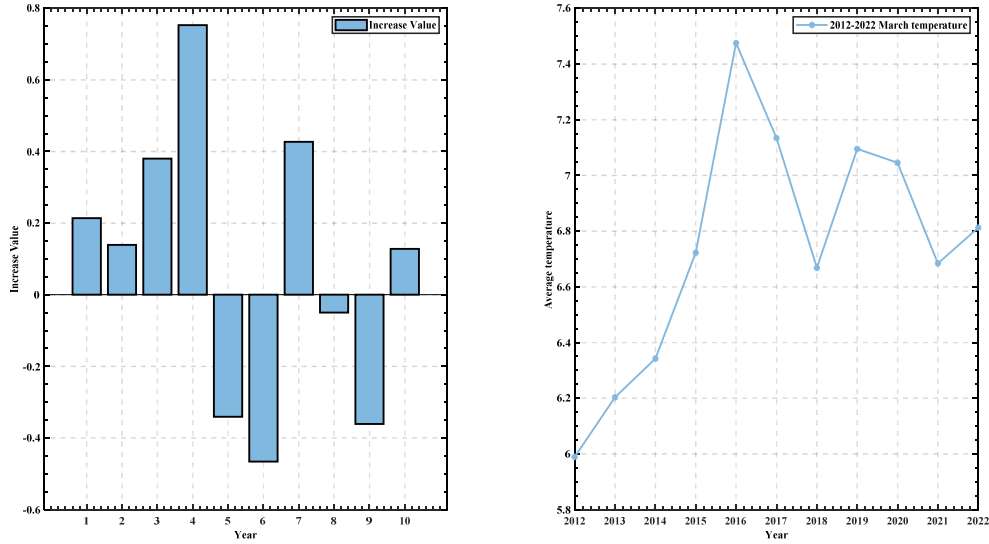 0.8
0.6
0.4
0.2
0
-0.2
-0.4
-0.6
Increase Value
Increase Value
1 2 3 4 5 6 7 8 9 10
Year
7.6
7.4
7.2
7
6.8
6.6
6.4
6.2
6
5.8
Average temperature
2012-2022 March temperature
2012 2013 2014 2015 2016 2017 2018 2019 2020 2021 2022
Year